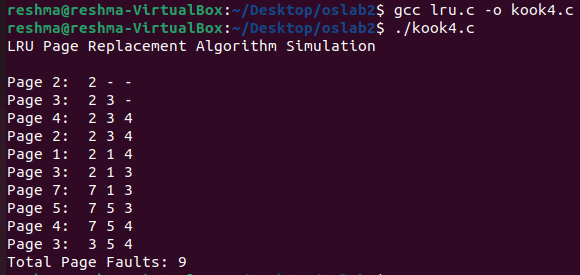 reshma@reshma-VirtualBox:~/Desktop/oslab2$ gcc lru.c -o kook4.c
reshma@reshma-VirtualBox:~/Desktop/oslab2$ ./kook4.c
LRU Page Replacement Algorithm Simulation
Page 2:  2 - -
Page 3:  2 3 -
Page 4:  2 3 4
Page 2:  2 3 4
Page 1:  2 1 4
Page 3:  2 1 3
Page 7:  7 1 3
Page 5:  7 5 3
Page 4:  7 5 4
Page 3:  3 5 4
Total Page Faults: 9